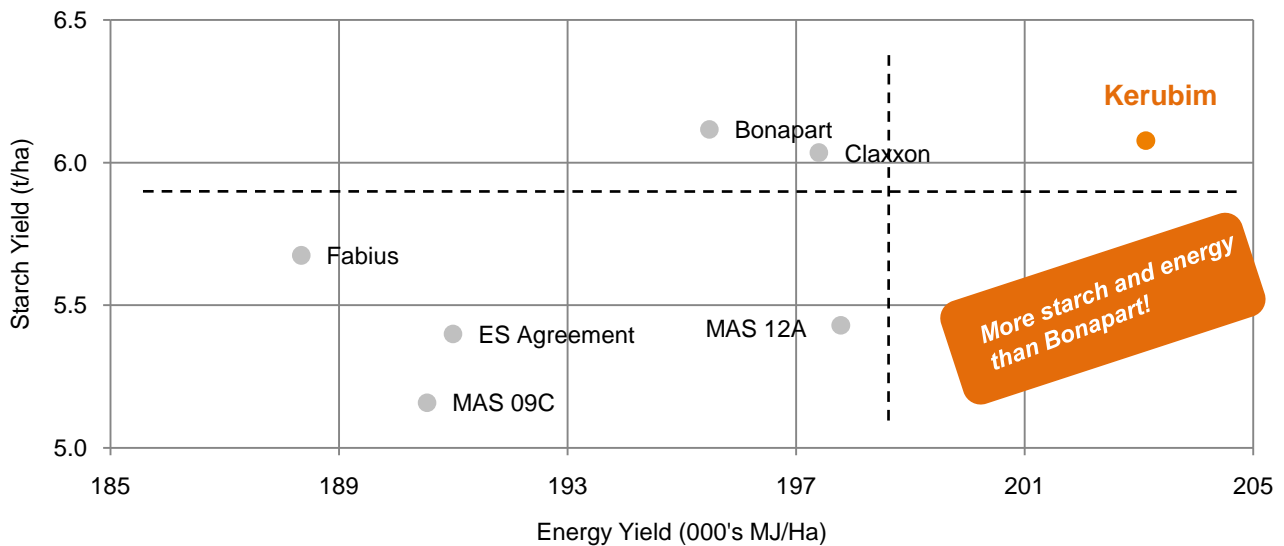 6.5
Kerubim
Bonapart
Claxxon
6.0
Starch Yield (t/ha)
Fabius
More starch and energy
than Bonapart!
5.5
ES Agreement
MAS 12A
MAS 09C
5.0
185 189 193 197 201 205
Energy Yield (000's MJ/Ha)